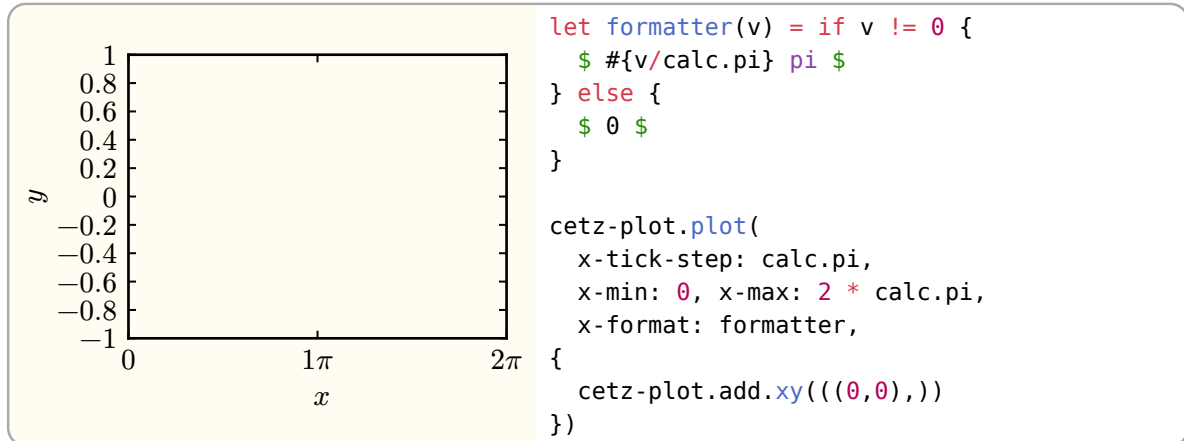 1
0.8
0.6
0.4
0.2
0
−0.2
−0.4
−0.6
−0.8
−1
y
0 1π 2π
x
let formatter(v) = if v != 0 {
  $ #{v/calc.pi} pi $
} else {
  $ 0 $
}
cetz-plot.plot(
  x-tick-step: calc.pi,
  x-min: 0, x-max: 2 * calc.pi,
  x-format: formatter,
{
  cetz-plot.add.xy(((0,0),))
})